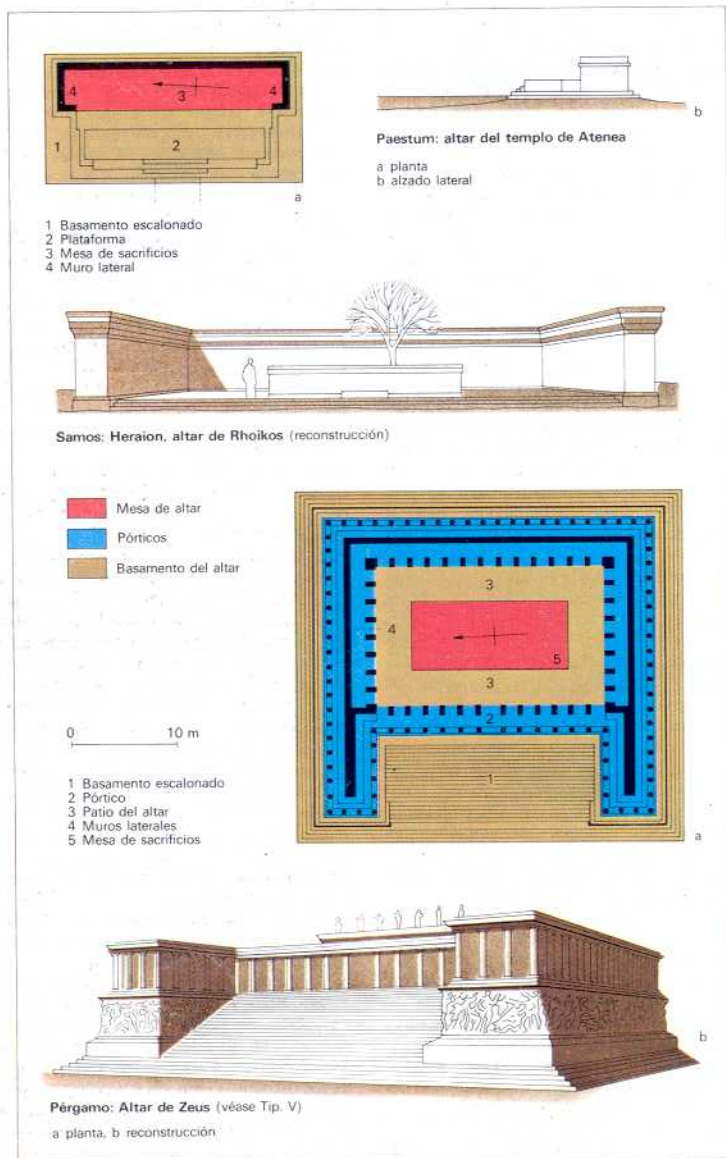 4
3
4
1
2
a
b
Paestum: altar del templo de Atenea
a planta
b alzado lateral
1 Basamento escalonado
2 Plataforma
3 Mesa de sacrificios
4 Muro lateral
Samos: Heraion, altar de Rhoikos (reconstrucción)
Mesa de altar
Pórticos
Basamento del altar
0 10 m
1 Basamento escalonado
2 Pórtico
3 Patio del altar
4 Muros laterales
5 Mesa de sacrificios
3
4
5
3
2
1
a
b
Pérgamo: Altar de Zeus (véase Tip. V)
a planta, b reconstrucción